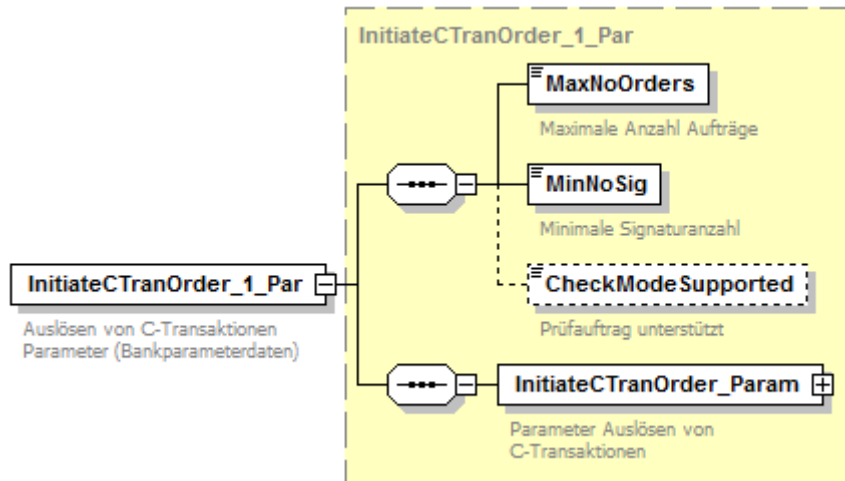 InitiateCTranOrder_1_Par
MaxNoOrders
Maximale Anzahl Aufträge
MinNoSig
Minimale Signaturanzahl
CheckModeSupported
Prüfauftrag unterstützt
InitiateCTranOrder_1_Par
Auslösen von C-Transaktionen
Parameter (Bankparameterdaten)
InitiateCTranOrder_Param
Parameter Auslösen von
C-Transaktionen